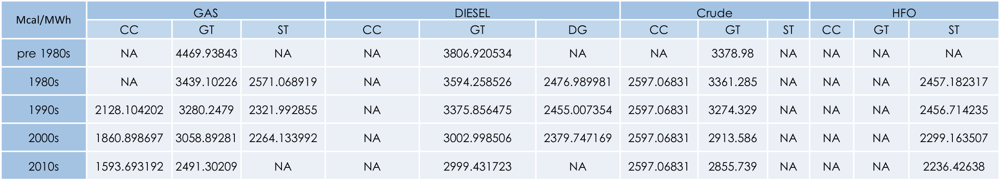 Mcal/MWh GAS DIESEL Crude HFO
CC GT ST CC GT DG CC GT ST CC GT ST
pre 1980s NA 4469.93843 NA NA 3806.920534 NA NA 3378.98 NA NA NA NA
1980s NA 3439.10226 2571.068919 NA 3594.258526 2476.989981 2597.06831 3361.285 NA NA NA 2457.182317
1990s 2128.104202 3280.2479 2321.992855 NA 3375.856475 2455.007354 2597.06831 3274.329 NA NA NA 2456.714235
2000s 1860.898697 3058.89281 2264.133992 NA 3002.998506 2379.747169 2597.06831 2913.586 NA NA NA 2299.163507
2010s 1593.693192 2491.30209 NA NA 2999.431723 NA 2597.06831 2855.739 NA NA NA 2236.42638